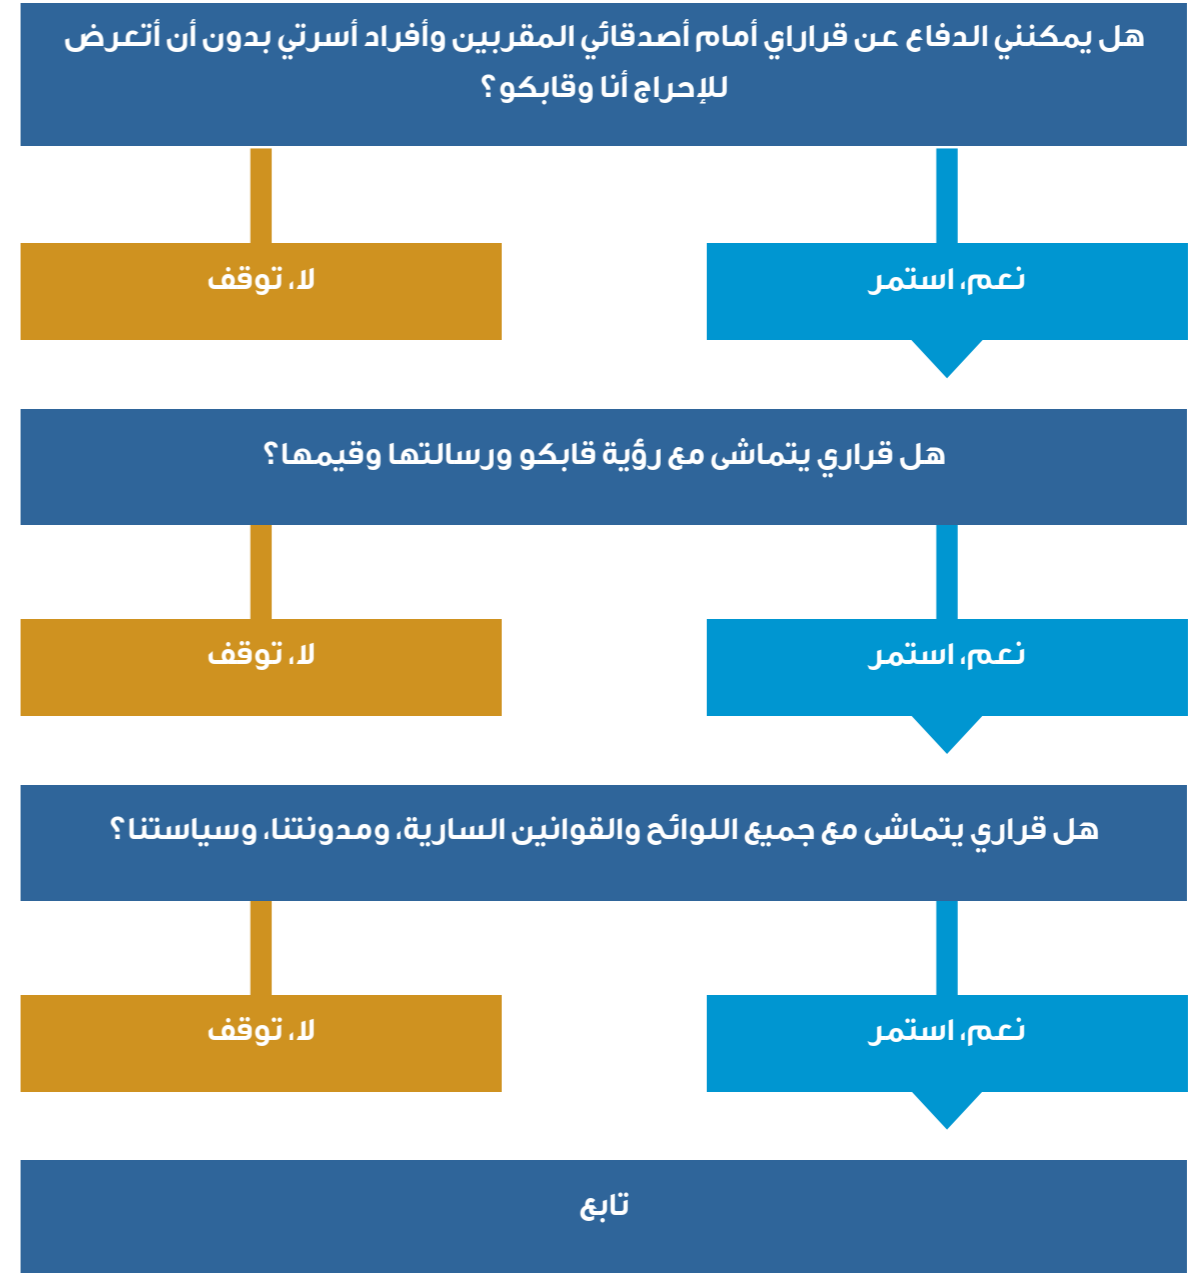 هل يمكنني الدفاع عن قراراي أمام أصدقائي المقربين وأفراد أسرتي بدون أن أتعرض
للإحراج أنا وقابكو؟
نعم، استمر
لا، توقف
هل قراري يتماشى مع رؤية قابكو ورسالتها وقيمها؟
نعم، استمر
لا، توقف
هل قراري يتماشى مع جميع اللوائح والقوانين السارية، ومدونتنا، وسياستنا؟
نعم، استمر
لا، توقف
تابع